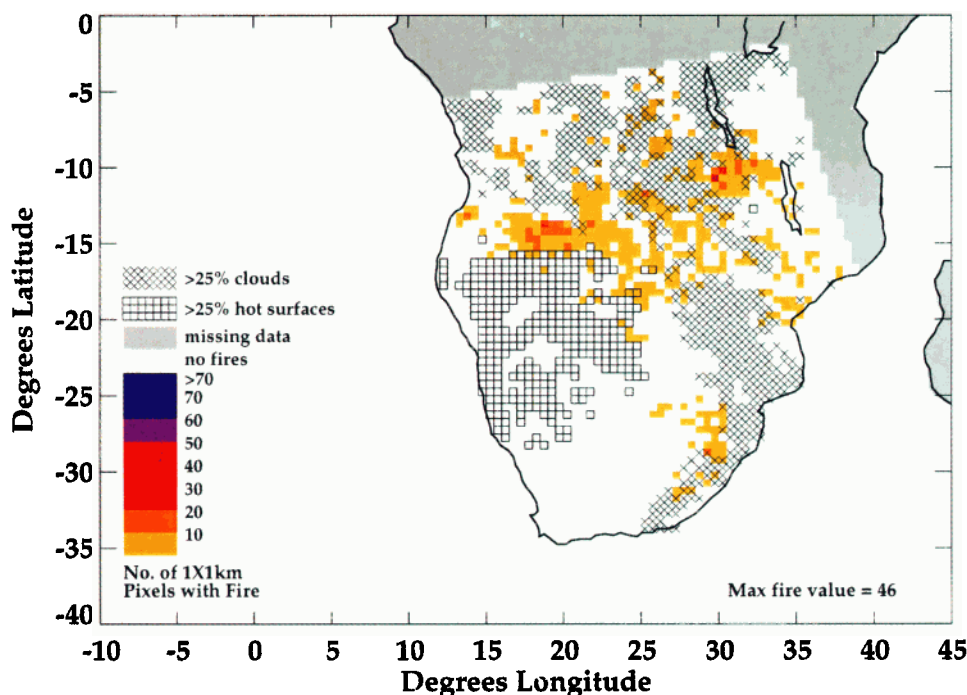 0
-5
-10
-15
-20
-25
-30
-35
-40
Degrees Latitude
>25% clouds
>25% hot surfaces
missing data
no fires
>70
70
60
50
40
30
20
10
No. of 1X1km
Pixels with Fire
Max fire value = 46
-10 -5 0 5 10 15 20 25 30 35 40 45
Degrees Longitude